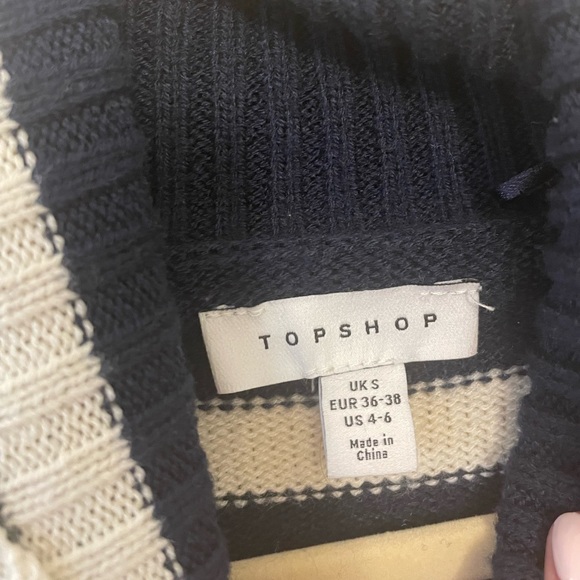 TOPSHOP
UK S
EUR 36-38
US 4-6
Made in
China